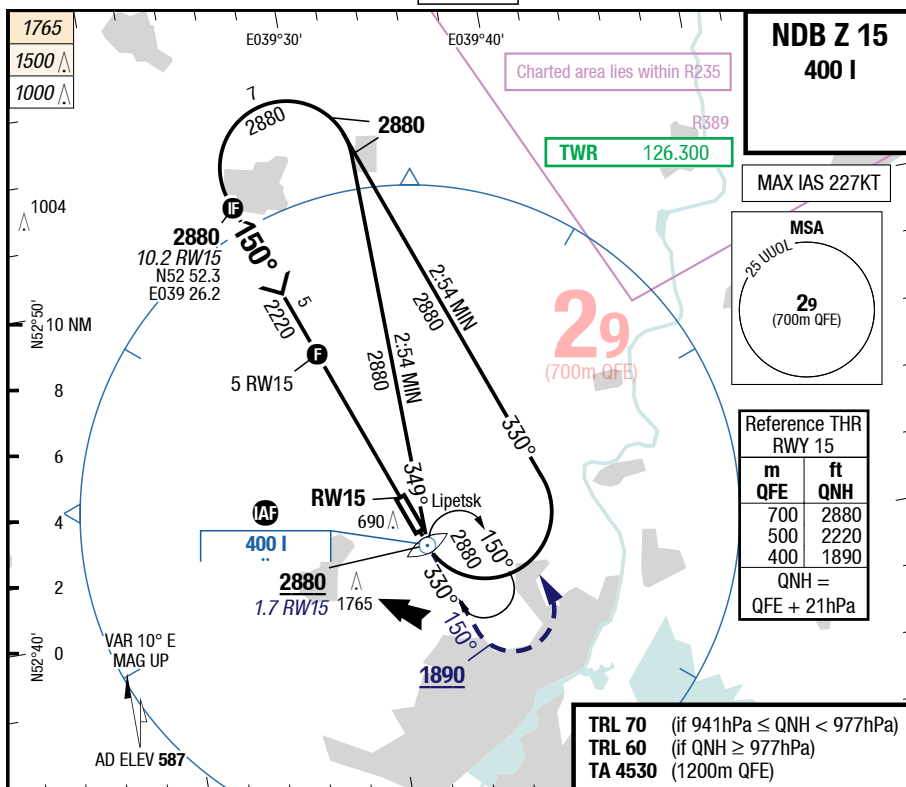 1765
1500
1000
E039°30'
E039°40'
NDB Z 15
400 I
Charted area lies within R235
R389
TWR 126.300
MAX IAS 227KT
MSA
25 UUOL
29
(700m QFE)
7
2880
2880
1004
IF
2880
10.2 RW15
N52 52.3
E039 26.2
150°
5
2220
2:54 MIN
2880
2:54 MIN
2880
29
(700m QFE)
N52°50'
10 NM
F
5 RW15
8
6
4
2
0
330°
349°
RW15
690
Lipetsk
IAF
400 I
2880
150°
2880
1.7 RW15
1765
330°
150°
1890
Reference THR
RWY 15
m ft
QFE QNH
700 2880
500 2220
400 1890
QNH =
QFE + 21hPa
N52°40'
VAR 10° E
MAG UP
AD ELEV 587
TRL 70 (if 941hPa ≤ QNH < 977hPa)
TRL 60 (if QNH ≥ 977hPa)
TA 4530 (1200m QFE)